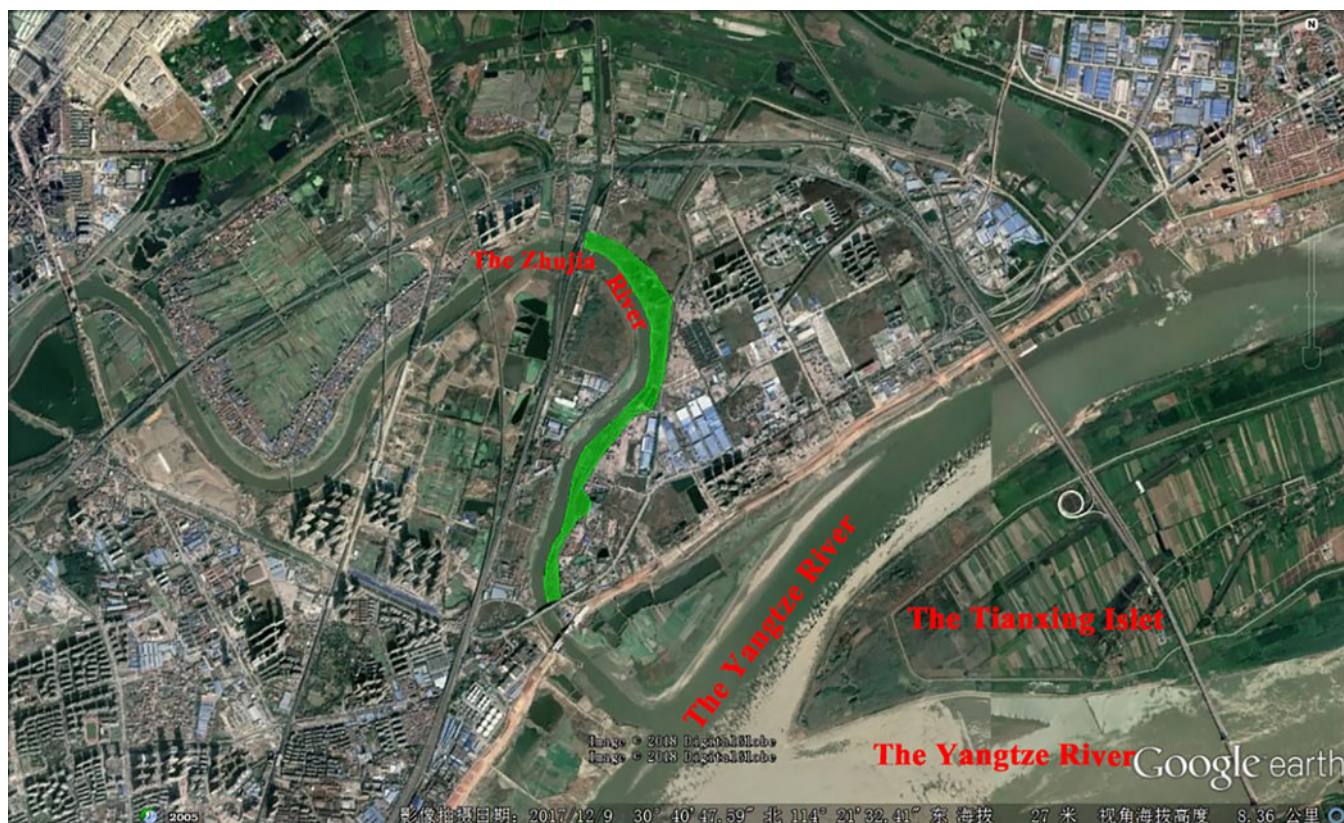 N
The Zhujia
River
The Yangtze River
The Tianxing Islet
The Yangtze River
Image © 2018 DigitalGlobe
Image © 2018 DigitalGlobe
Google earth
2005
影像拍摄日期: 2017/12/9 30° 40'47.59" 北 114° 21'32.41" 东 海拔 27 米 视角海拔高度 8.36 公里